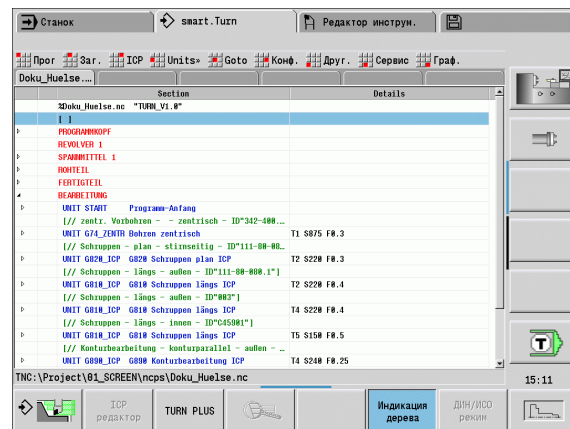 Станок
smart.Turn
Редактор инструм.
Прог Заг. ICP Units» Goto Конф. Друг. Сервис Граф.
Doku_Huelse....
Section Details
%Doku_Huelse.nc "TURN_V1.0"
[ ]
PROGRAMMKOPF
REVOLVER 1
SPANNMITTEL 1
ROHTEIL
FERTIGTEIL
BEARBEITUNG
UNIT START Programm-Anfang
[// zentr. Vorbohren - - zentrisch - ID"342-400...
UNIT G74_ZENTR Bohren zentrisch T1 S875 F0.3
[// Schruppen - plan - stirnseitig - ID"111-80-08...
UNIT G820_ICP G820 Schruppen plan ICP T2 S220 F0.3
[// Schruppen - längs - außen - ID"111-80-080.1"]
UNIT G810_ICP G810 Schruppen längs ICP T2 S220 F0.4
[// Schruppen - längs - außen - ID"003"]
UNIT G810_ICP G810 Schruppen längs ICP T4 S220 F0.4
[// Schruppen - längs - innen - ID"C45901"]
UNIT G810_ICP G810 Schruppen längs ICP T5 S150 F0.5
[// Konturbearbeitung - konturparallel - außen - ...
UNIT G890_ICP G890 Konturbearbeitung ICP T4 S240 F0.25
TNC:\Project\01_SCREEN\ncps\Doku_Huelse.nc
T
15:11
ICP редактор
TURN PLUS
Индикация дерева
ДИН/ИСО режим